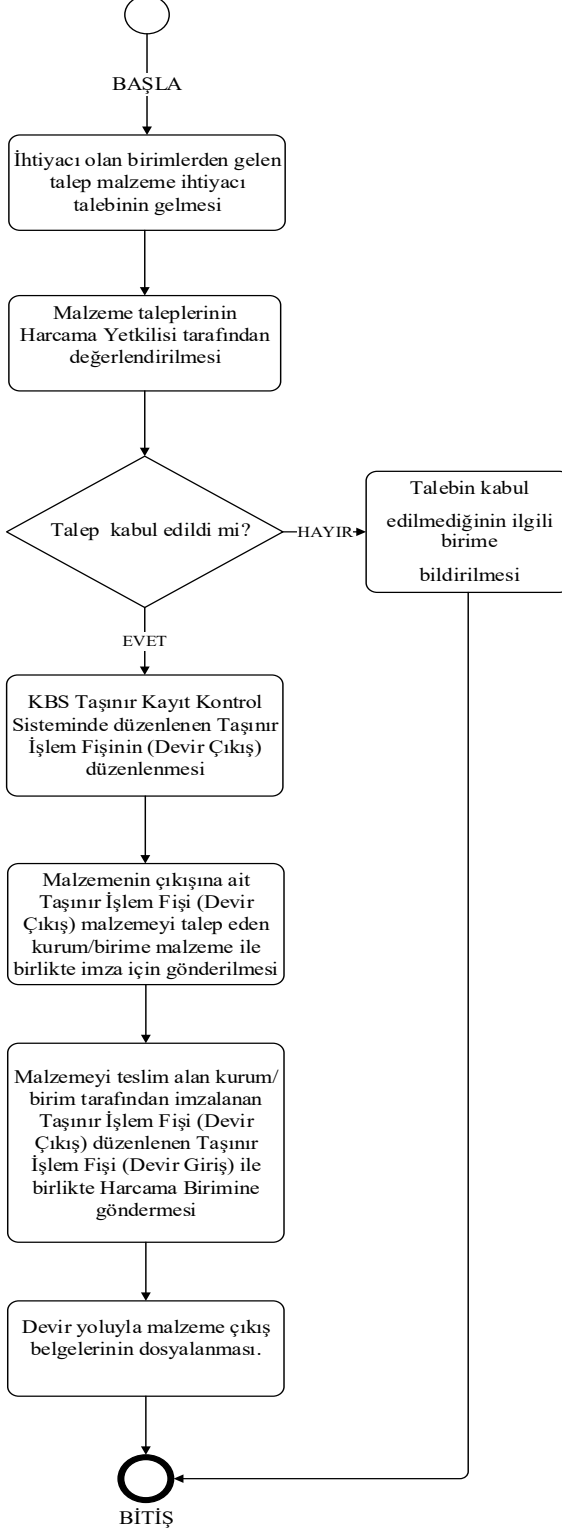 BAŞLA
İhtiyacı olan birimlerden gelen
talep malzeme ihtiyacı
talebinin gelmesi
Malzeme taleplerinin
Harcama Yetkilisi tarafından
değerlendirilmesi
Talep kabul edildi mi?
HAYIR
Talebin kabul
edilmediğinin ilgili
birime
bildirilmesi
EVET
KBS Taşınır Kayıt Kontrol
Sisteminde düzenlenen Taşınır
İşlem Fişinin (Devir Çıkış)
düzenlenmesi
Malzemenin çıkışına ait
Taşınır İşlem Fişi (Devir
Çıkış) malzemeyi talep eden
kurum/birime malzeme ile
birlikte imza için gönderilmesi
Malzemeyi teslim alan kurum/
birim tarafından imzalanan
Taşınır İşlem Fişi (Devir
Çıkış) düzenlenen Taşınır
İşlem Fişi (Devir Giriş) ile
birlikte Harcama Birimine
göndermesi
Devir yoluyla malzeme çıkış
belgelerinin dosyalanması.
BİTİŞ